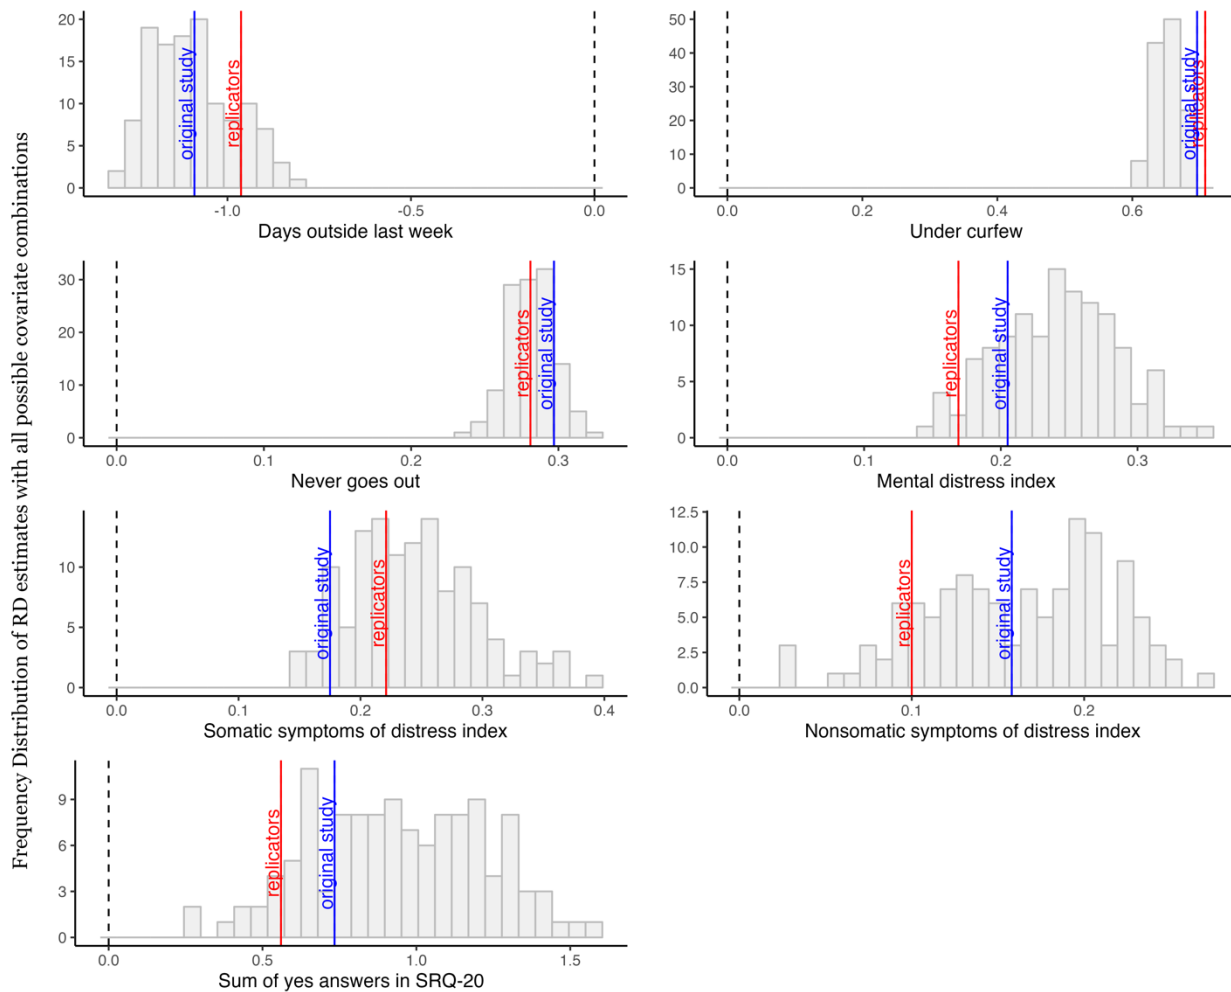 Frequency Distribution of RD estimates with all possible covariate combinations
20
15
10
5
0
original study
replicators
-1.0 -0.5 0.0
Days outside last week
50
40
30
20
10
0
original study
replicators
0.0 0.2 0.4 0.6
Under curfew
30
20
10
0
replicators
original study
0.0 0.1 0.2 0.3
Never goes out
15
10
5
0
replicators
original study
0.0 0.1 0.2 0.3
Mental distress index
10
5
0
original study
replicators
0.0 0.1 0.2 0.3 0.4
Somatic symptoms of distress index
12.5
10.0
7.5
5.0
2.5
0.0
replicators
original study
0.0 0.1 0.2
Nonsomatic symptoms of distress index
9
6
3
0
replicators
original study
0.0 0.5 1.0 1.5
Sum of yes answers in SRQ-20